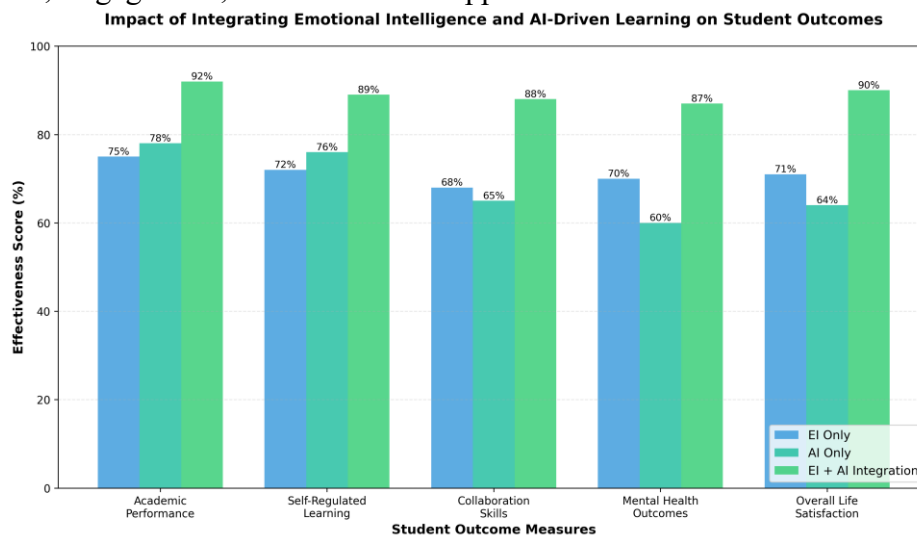 Impact of Integrating Emotional Intelligence and AI-Driven Learning on Student Outcomes
100
80
60
40
20
0
Effectiveness Score (%)
75%
78%
92%
72%
76%
89%
68%
65%
88%
70%
60%
87%
71%
64%
90%
EI Only
AI Only
EI + AI Integration
Academic
Performance
Self-Regulated
Learning
Collaboration
Skills
Mental Health
Outcomes
Overall Life
Satisfaction
Student Outcome Measures